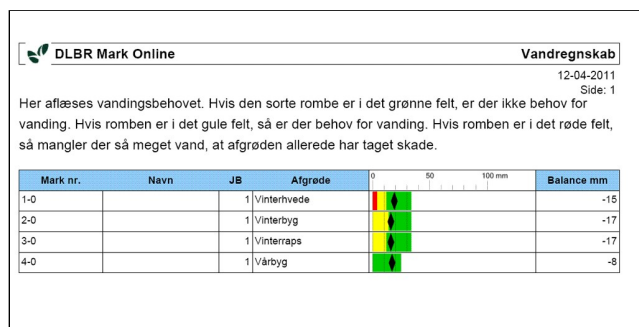 DLBR Mark Online Vandregnskab
12-04-2011
Side: 1
Her aflæses vandingsbehovet. Hvis den sorte rombe er i det grønne felt, er der ikke behov for
vanding. Hvis romben er i det gule felt, så er der behov for vanding. Hvis romben er i det røde felt,
så mangler der så meget vand, at afgrøden allerede har taget skade.
Mark nr. Navn JB Afgrøde 0 50 100 mm Balance mm
1-0 1 Vinterhvede -15
2-0 1 Vinterbyg -17
3-0 1 Vinterraps -17
4-0 1 Vårbyg -8